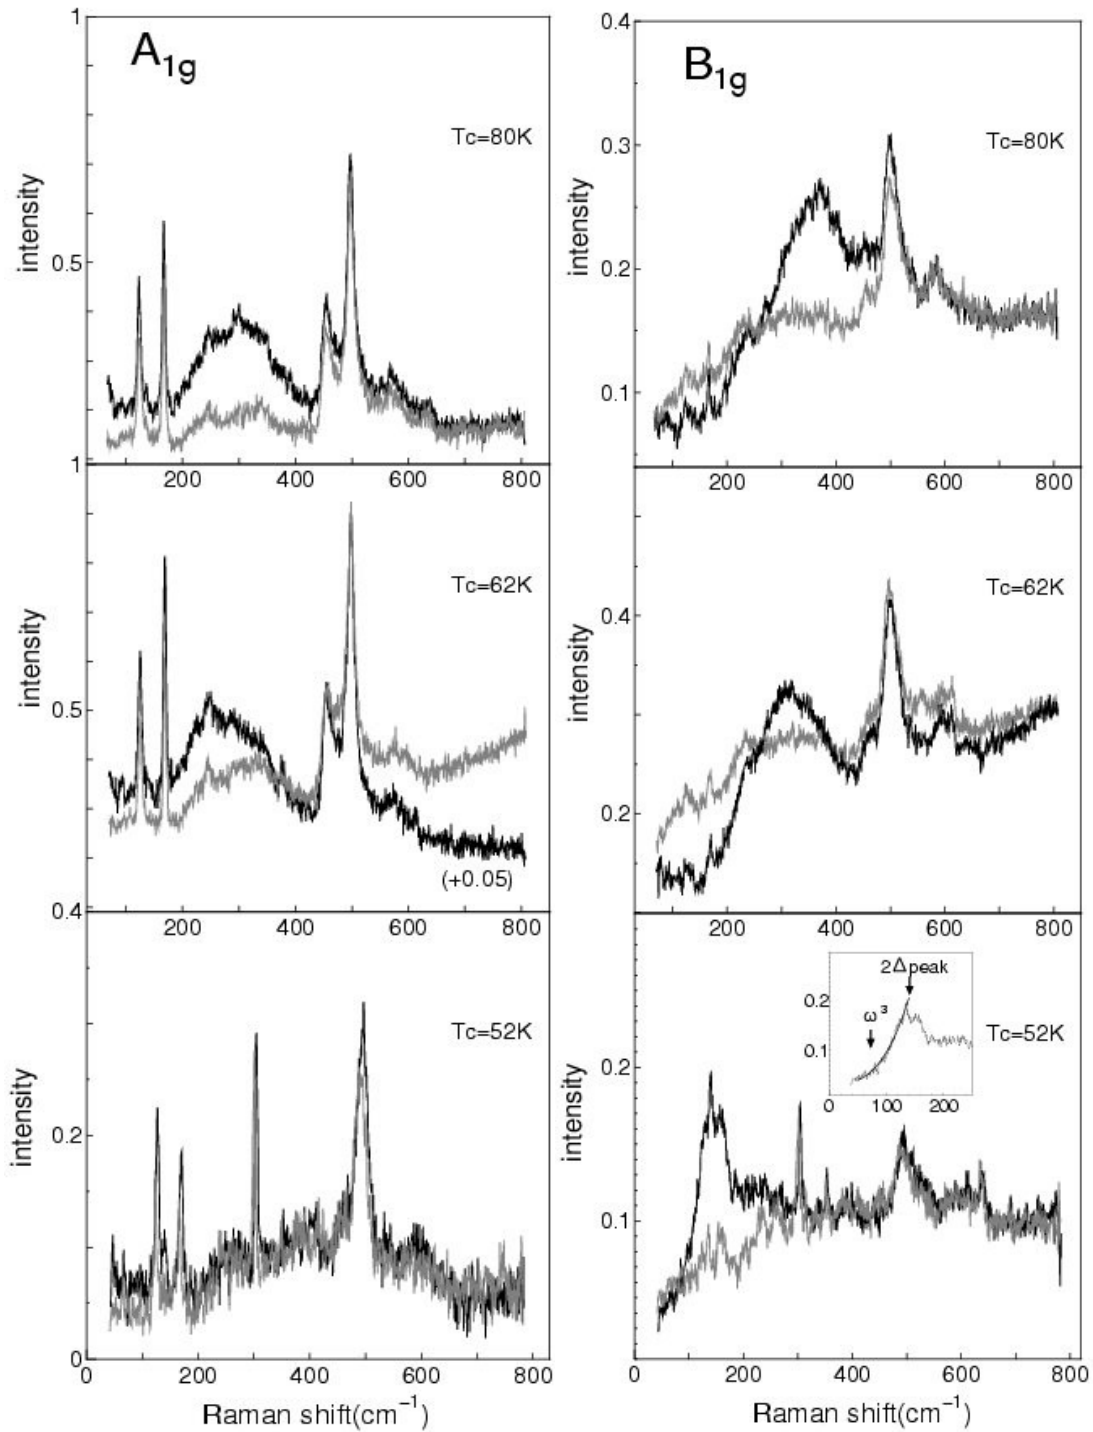 A1g
Tc=80K
1
0.5
intensity
200 400 600 800
B1g
Tc=80K
0.4
0.3
0.2
0.1
intensity
200 400 600 800
Tc=62K
1
0.5
intensity
(+0.05)
200 400 600 800
Tc=62K
0.4
0.2
intensity
200 400 600 800
Tc=52K
0.4
0.2
0
intensity
0 200 400 600 800
Raman shift(cm⁻¹)
2Δpeak
ω³
0.2
0.1
0 100 200
Tc=52K
0.2
0.1
intensity
0 200 400 600 800
Raman shift(cm⁻¹)